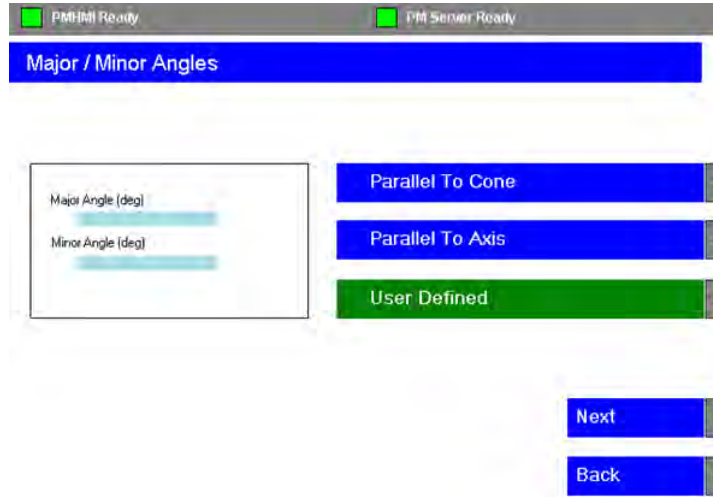 PMHMI Ready PM Server Ready
Major / Minor Angles
Parallel To Cone
Major Angle (deg)
Parallel To Axis
Minor Angle (deg)
User Defined
Next
Back